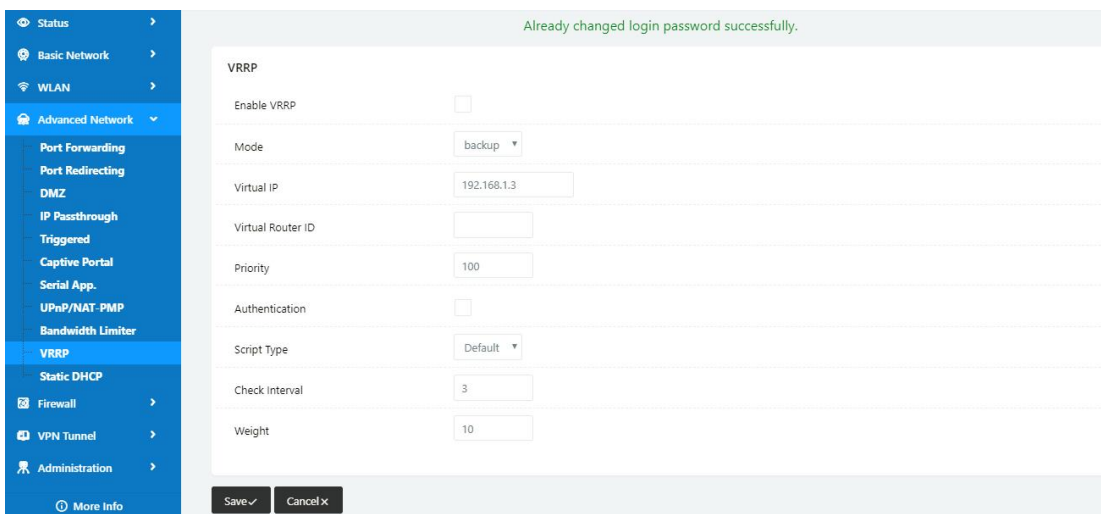 Status
Basic Network
WLAN
Advanced Network
Port Forwarding
Port Redirecting
DMZ
IP Passthrough
Triggered
Captive Portal
Serial App.
UPnP/NAT-PMP
Bandwidth Limiter
VRRP
Static DHCP
Firewall
VPN Tunnel
Administration
More Info
Already changed login password successfully.
VRRP
Enable VRRP
Mode backup
Virtual IP 192.168.1.3
Virtual Router ID
Priority 100
Authentication
Script Type Default
Check Interval 3
Weight 10
Save Cancel